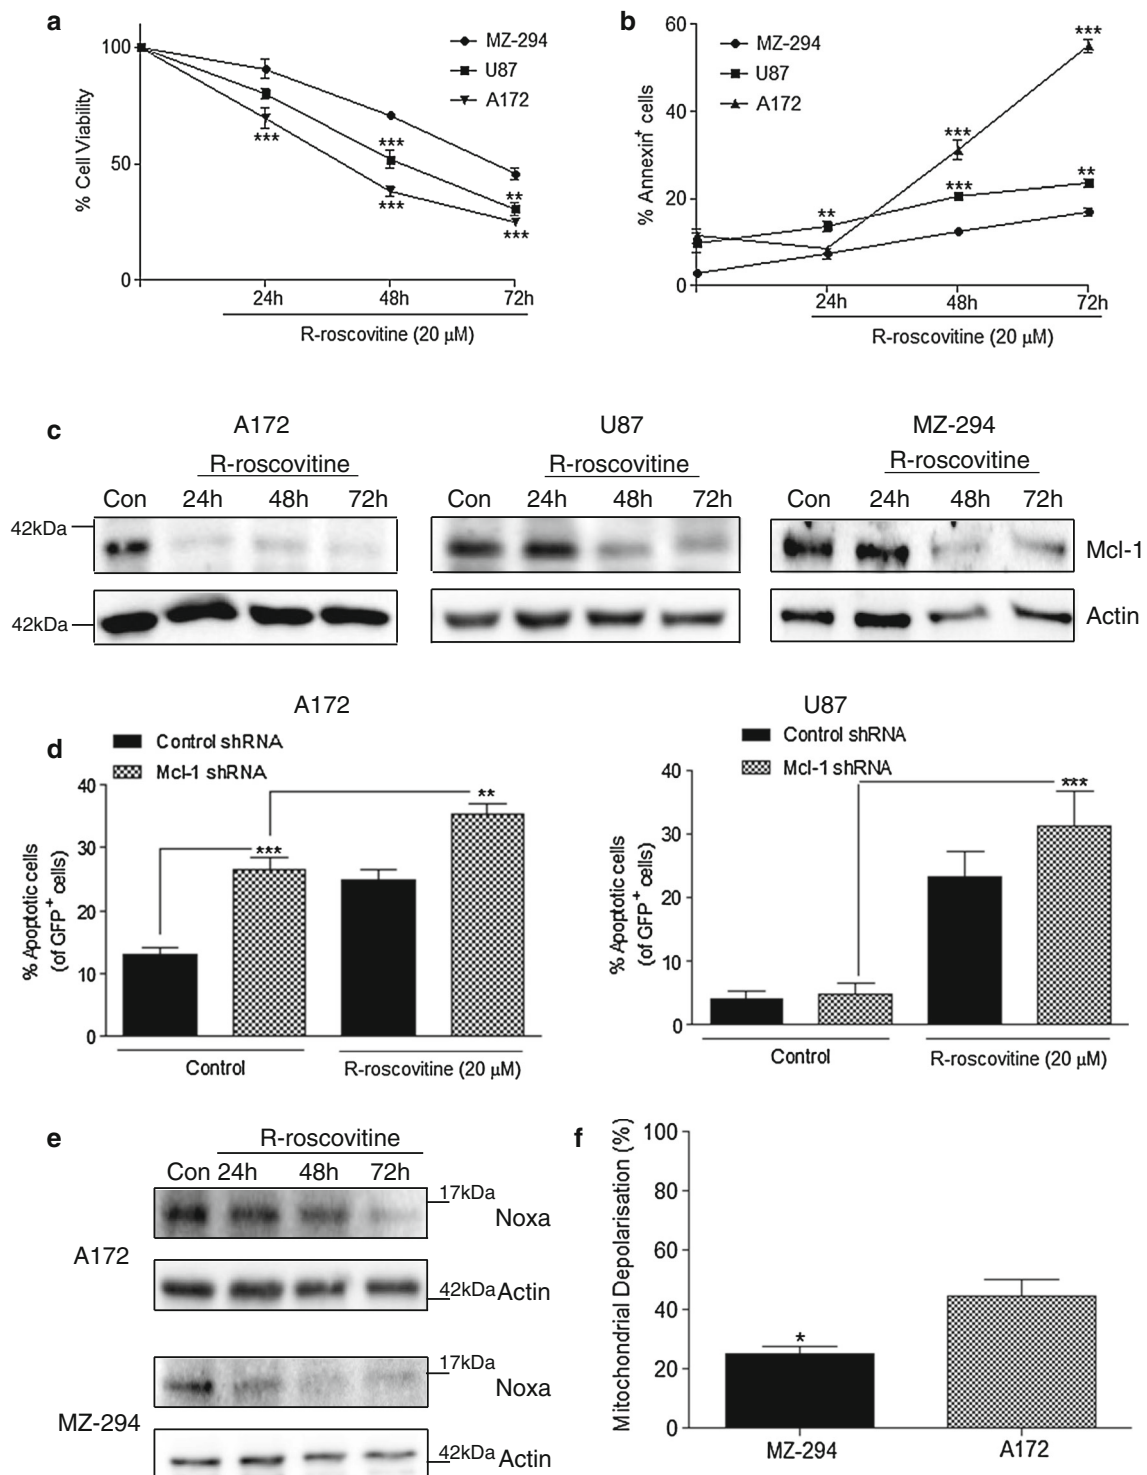 a
% Cell Viability
100
50
0
MZ-294
U87
A172
***
***
***
**
***
24h 48h 72h
R-roscovitine (20 µM)
b
% Annexin+ cells
60
40
20
0
MZ-294
U87
A172
**
***
***
***
**
24h 48h 72h
R-roscovitine (20 µM)
c
A172 U87 MZ-294
R-roscovitine R-roscovitine R-roscovitine
Con 24h 48h 72h Con 24h 48h 72h Con 24h 48h 72h
42kDa
Mcl-1
42kDa
Actin
d
A172
Control shRNA
Mcl-1 shRNA
% Apoptotic cells
(of GFP+ cells)
40
30
20
10
0
***
**
Control R-roscovitine (20 µM)
U87
Control shRNA
Mcl-1 shRNA
% Apoptotic cells
(of GFP+ cells)
40
30
20
10
0
***
Control R-roscovitine (20 µM)
e
R-roscovitine
Con 24h 48h 72h
17kDa
Noxa
A172
42kDa Actin
17kDa
Noxa
MZ-294
42kDa Actin
f
Mitochondrial Depolarisation (%)
100
80
60
40
20
0
*
MZ-294 A172